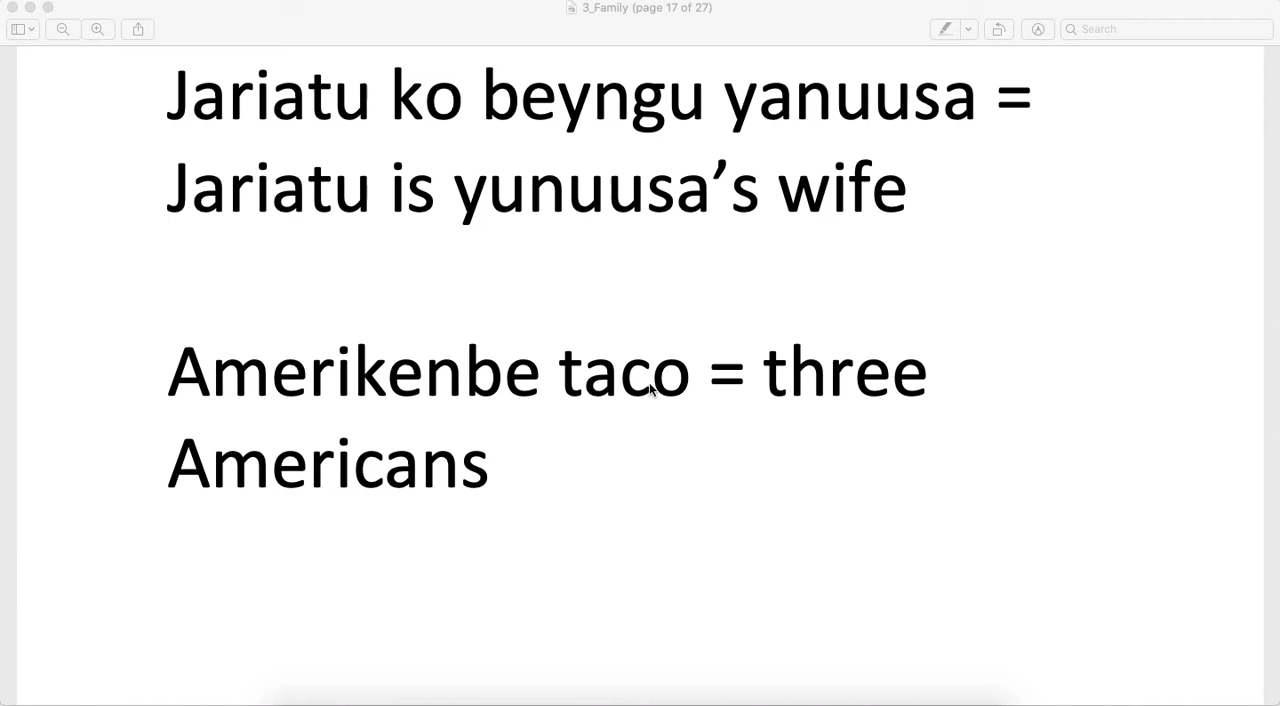 3_Family (page 17 of 27)
Search
Jariatu ko beyngu yanuusa =
Jariatu is yunuusa’s wife
Amerikenbe taco = three
Americans